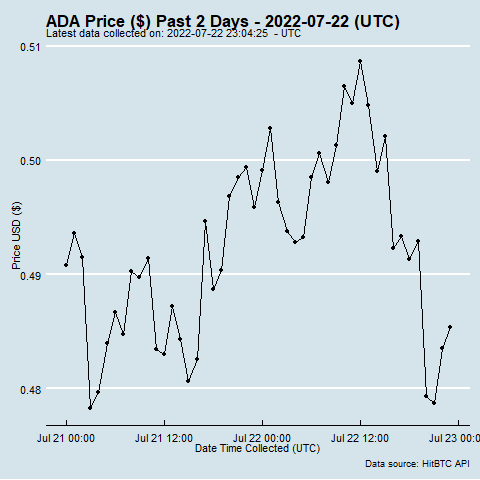 ADA Price ($) Past 2 Days - 2022-07-22 (UTC)
Latest data collected on: 2022-07-22 23:04:25 - UTC
0.51
0.50
0.49
0.48
Price USD ($)
Jul 21 00:00 Jul 21 12:00 Jul 22 00:00 Jul 22 12:00 Jul 23 00:00
Date Time Collected (UTC)
Data source: HitBTC API